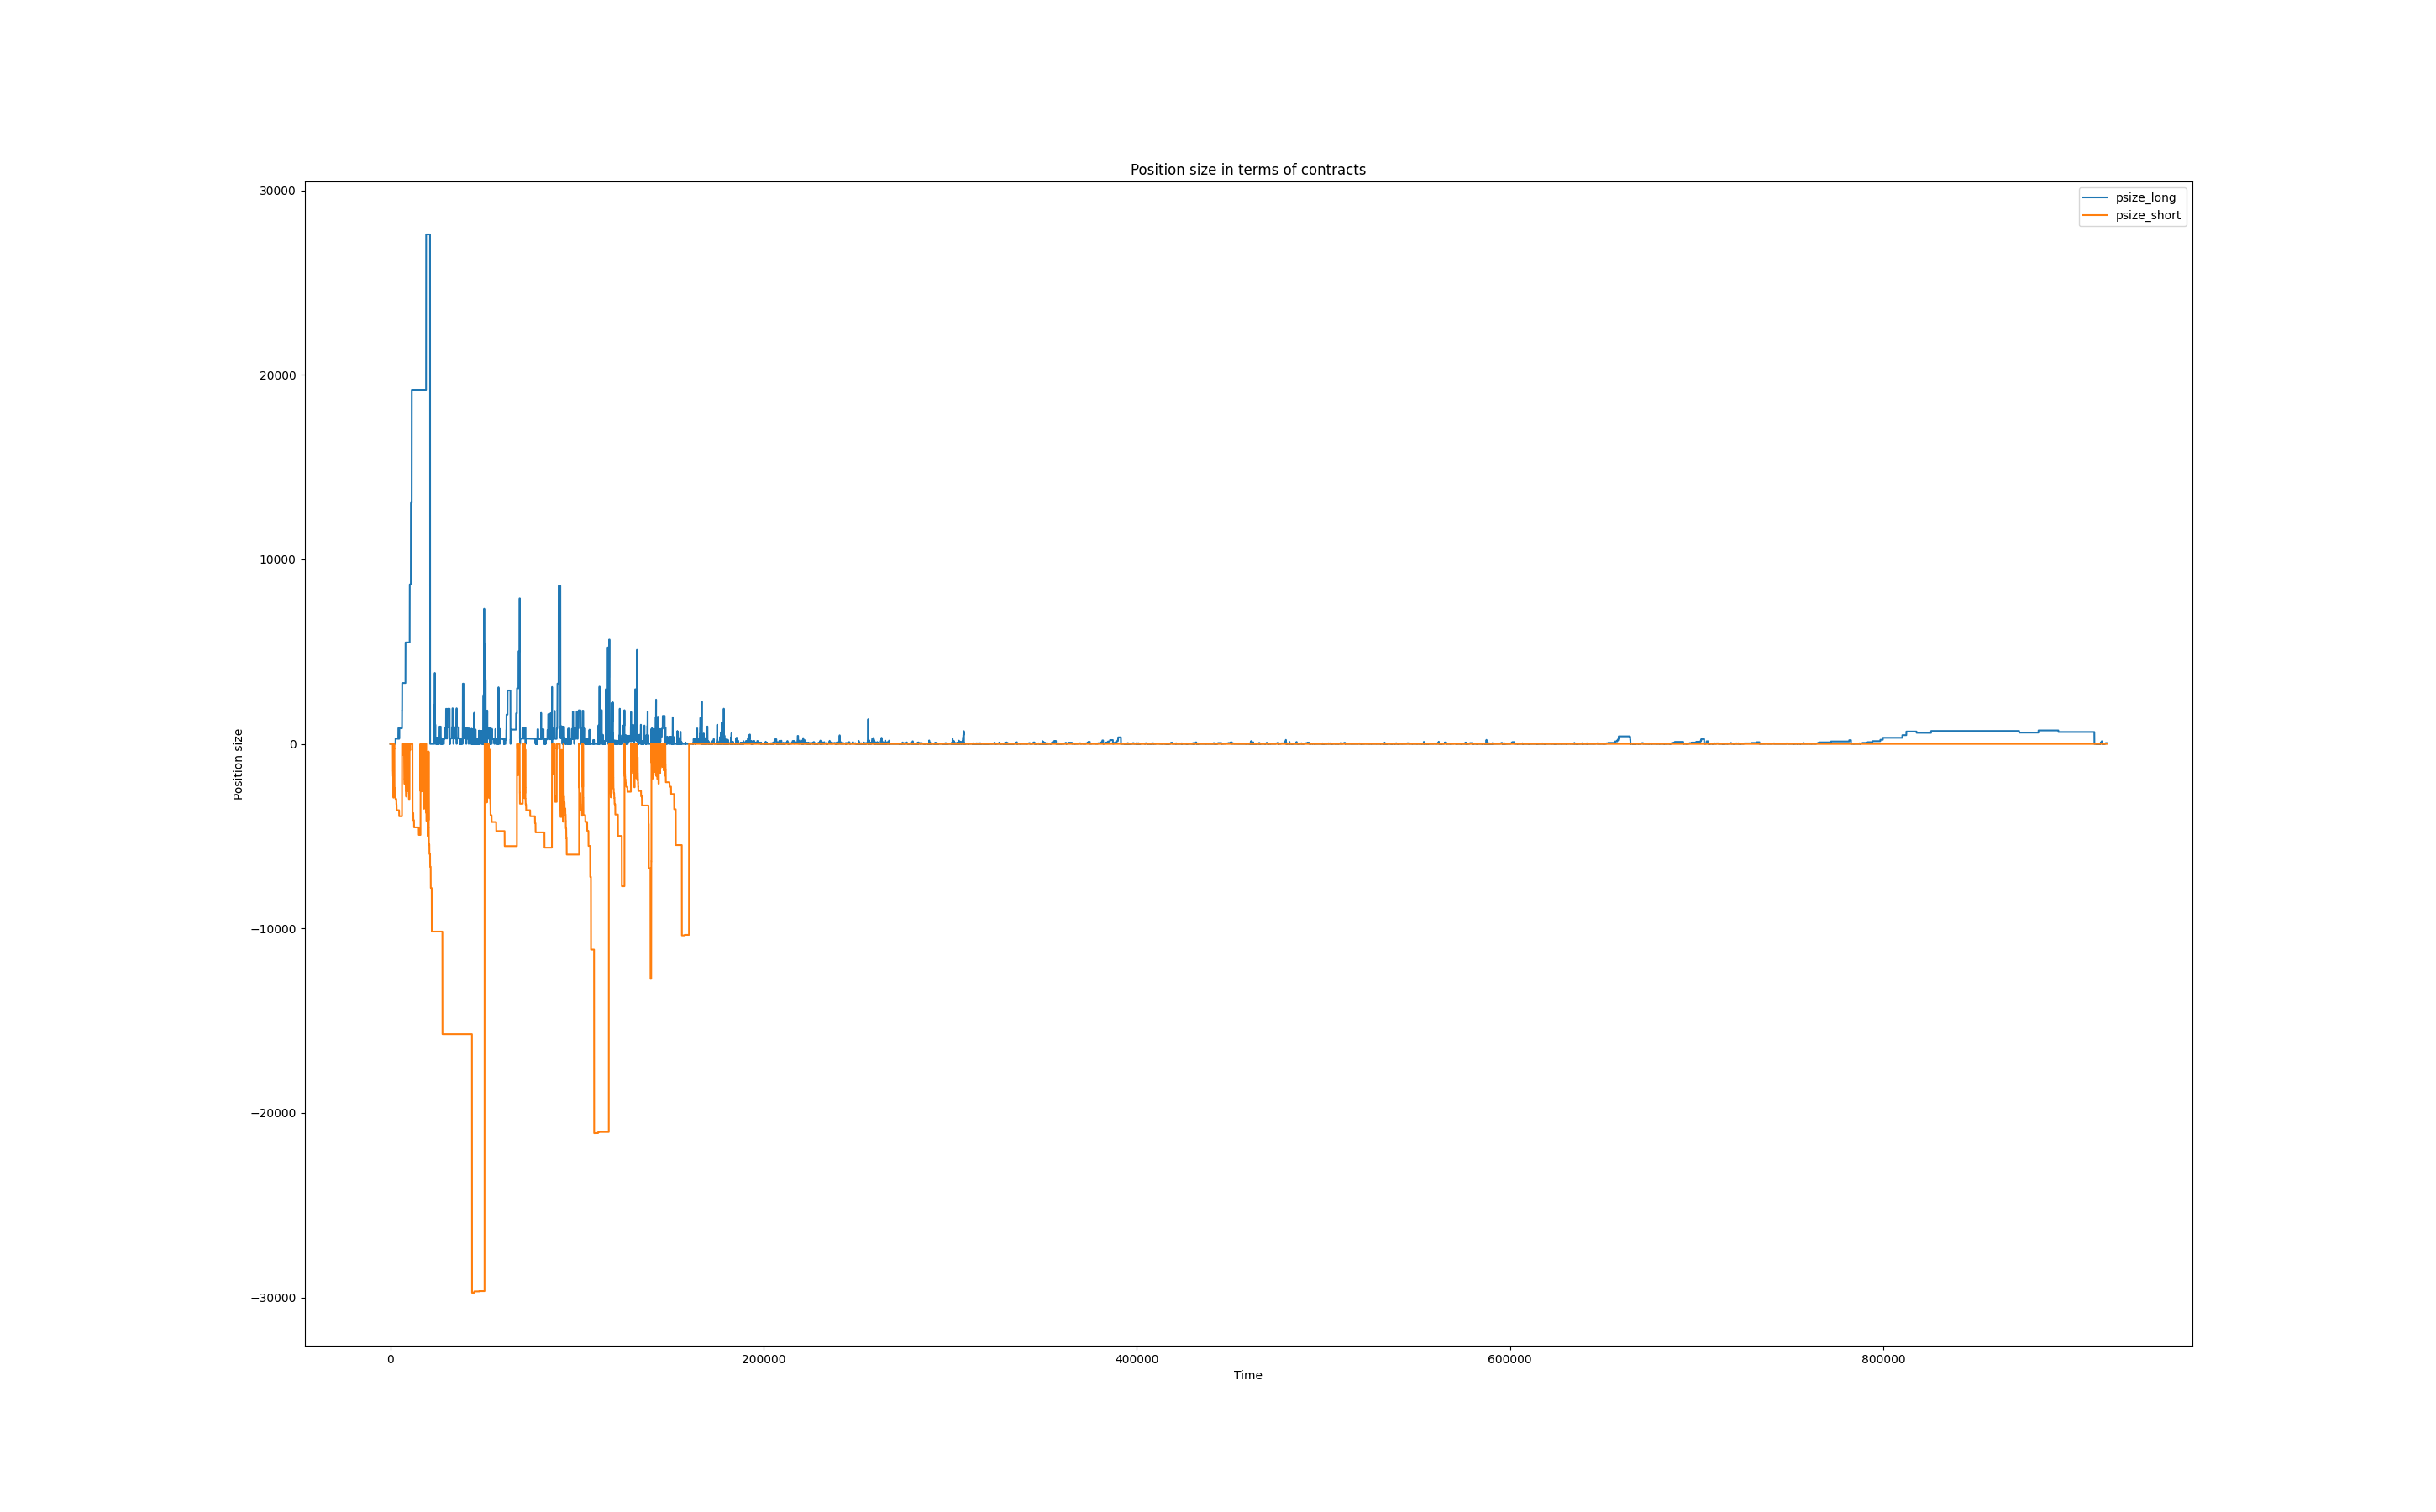 Position size in terms of contracts
psize_long
psize_short
30000
20000
10000
0
−10000
−20000
−30000
Position size
0
200000
400000
600000
800000
Time